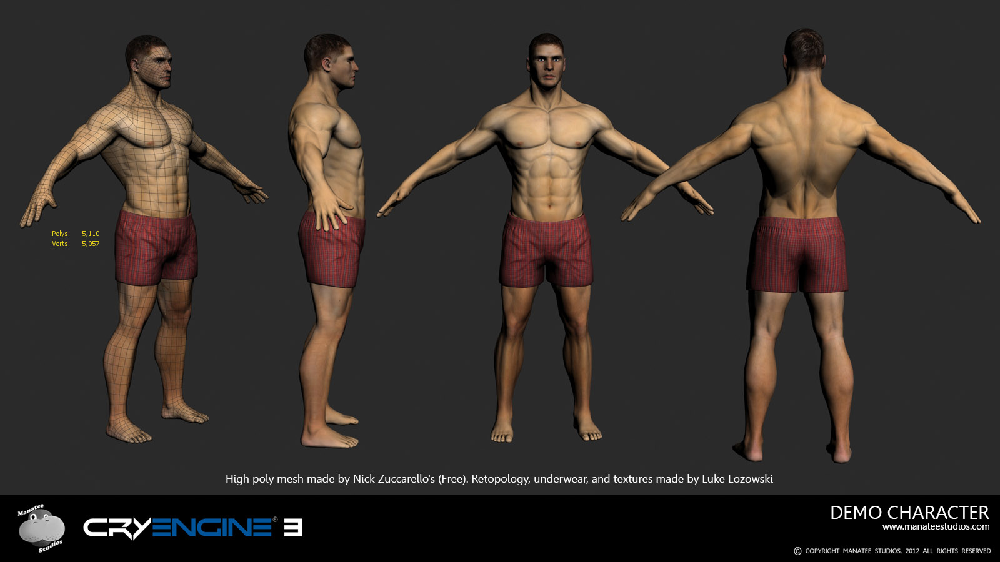 Polys: 5,110
Verts: 5,057
High poly mesh made by Nick Zuccarello's (Free). Retopology, underwear, and textures made by Luke Lozowski
Manatee
Studios
CRYENGINE® 3
DEMO CHARACTER
www.manateestudios.com
© COPYRIGHT MANATEE STUDIOS, 2012 ALL RIGHTS RESERVED